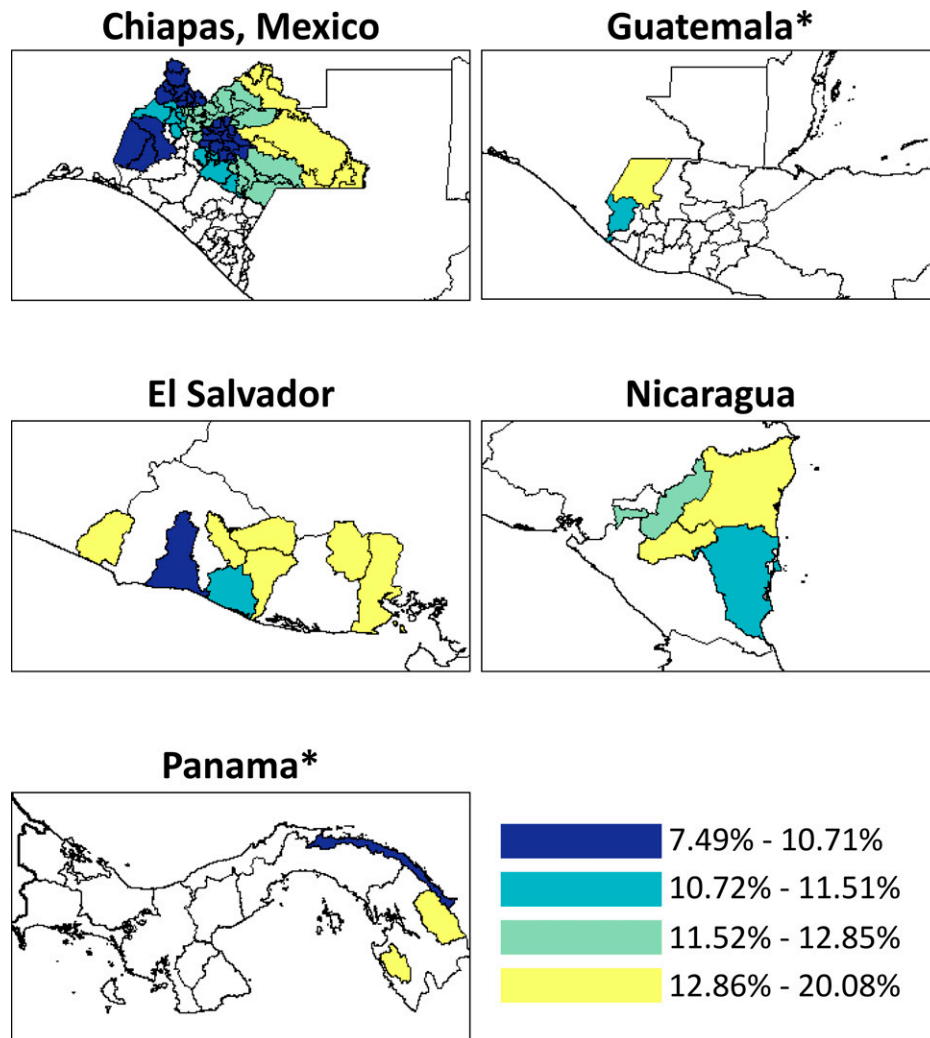 Chiapas, Mexico
Guatemala*
El Salvador
Nicaragua
Panama*
7.49% - 10.71%
10.72% - 11.51%
11.52% - 12.85%
12.86% - 20.08%